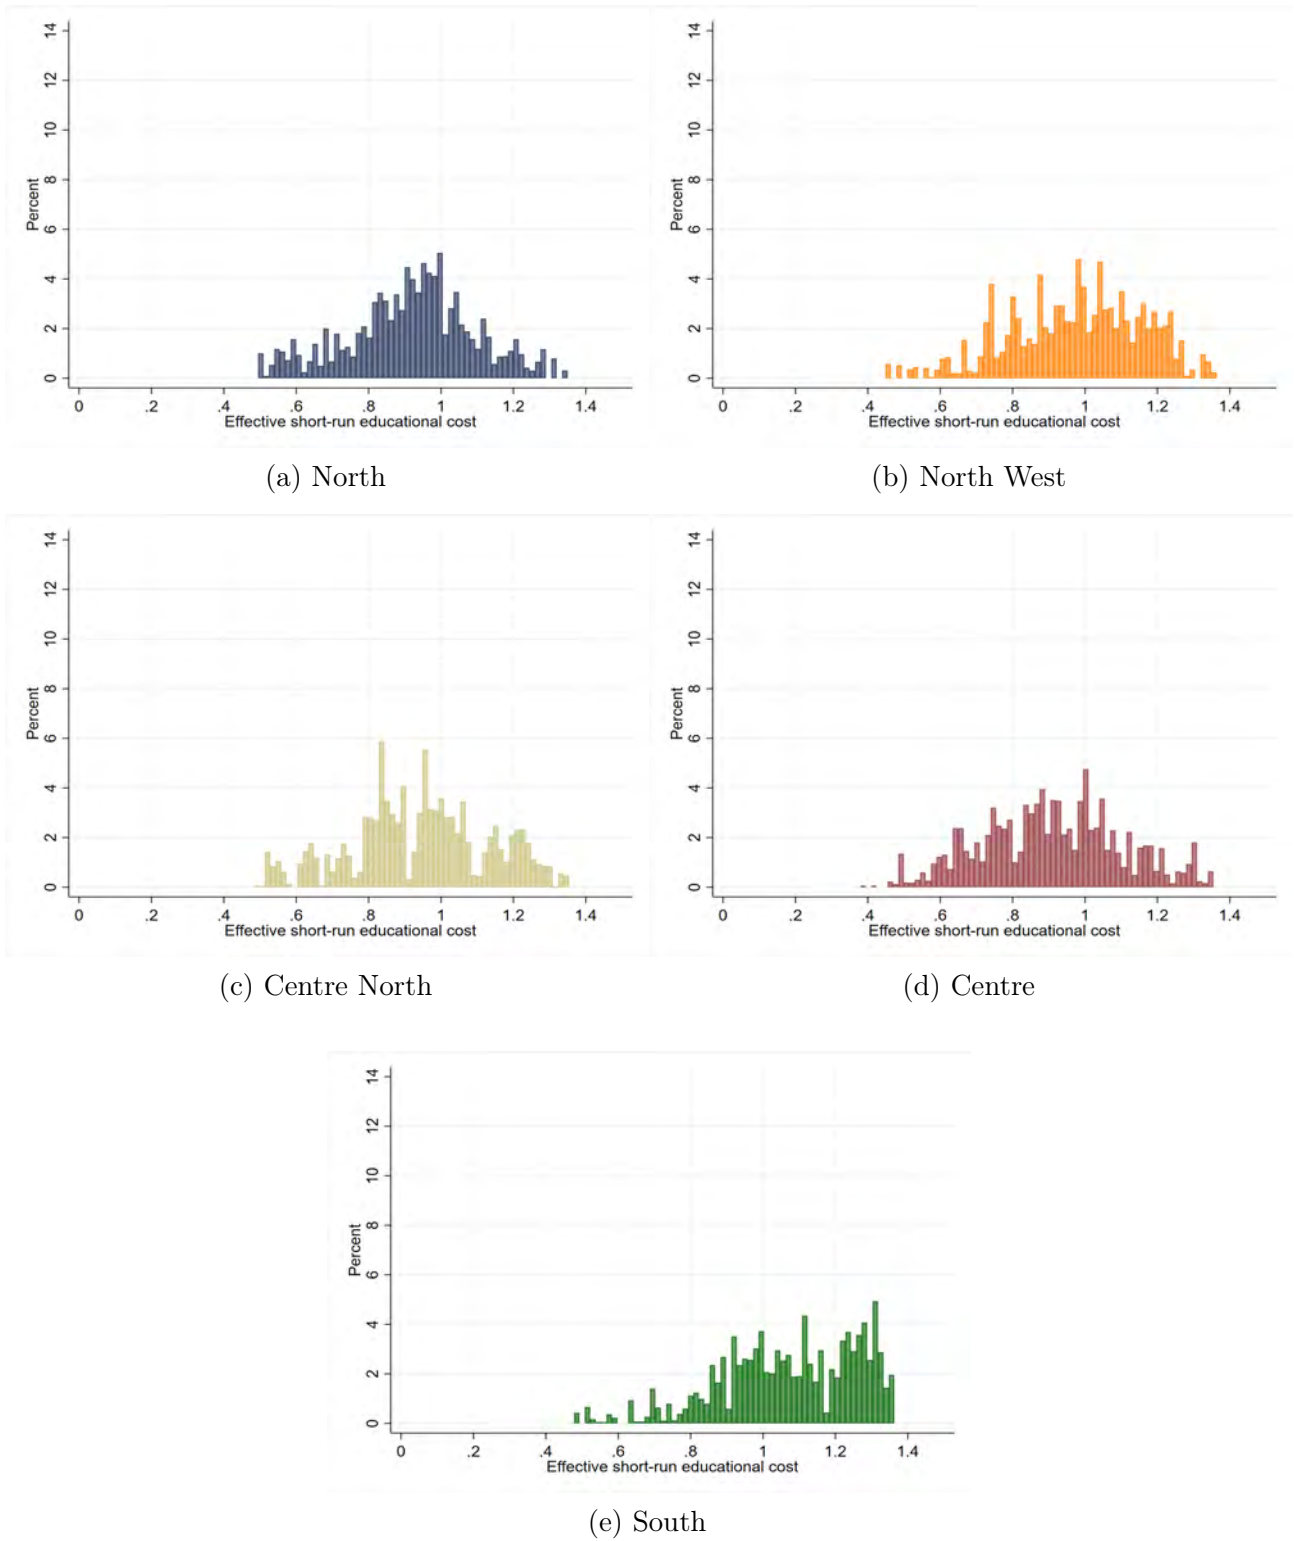 14
12
10
8
6
4
2
0
Percent
0 .2 .4 .6 .8 1 1.2 1.4
Effective short-run educational cost
(a) North
14
12
10
8
6
4
2
0
Percent
0 .2 .4 .6 .8 1 1.2 1.4
Effective short-run educational cost
(b) North West
14
12
10
8
6
4
2
0
Percent
0 .2 .4 .6 .8 1 1.2 1.4
Effective short-run educational cost
(c) Centre North
14
12
10
8
6
4
2
0
Percent
0 .2 .4 .6 .8 1 1.2 1.4
Effective short-run educational cost
(d) Centre
14
12
10
8
6
4
2
0
Percent
0 .2 .4 .6 .8 1 1.2 1.4
Effective short-run educational cost
(e) South